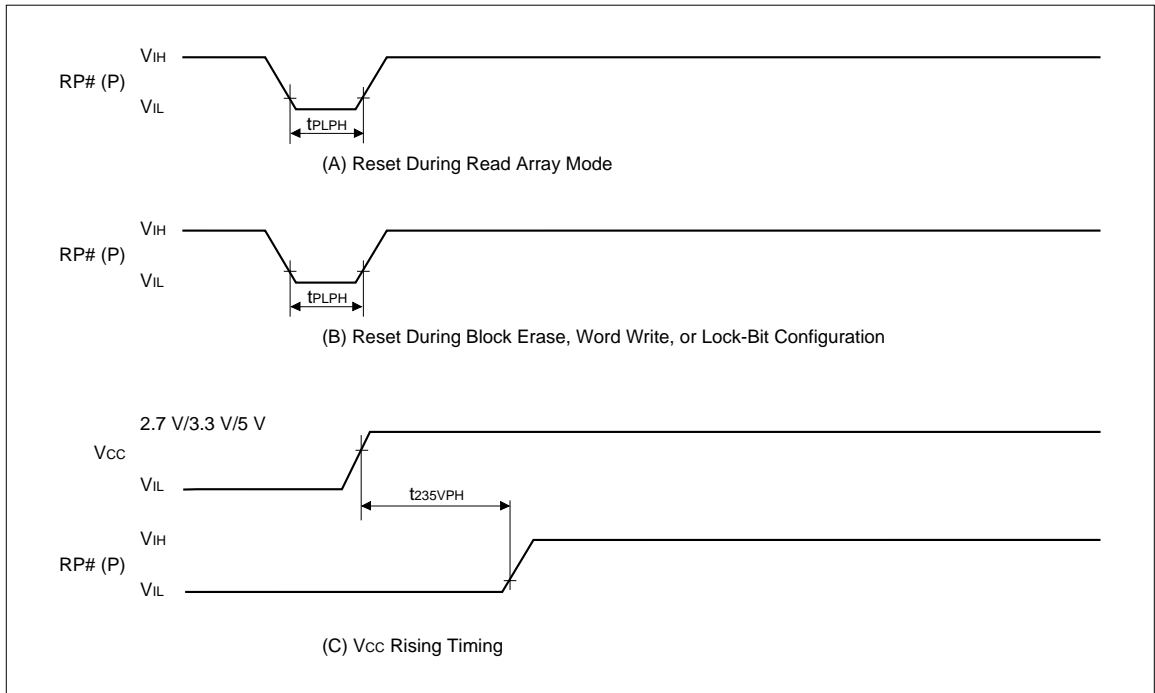 VIH
RP# (P)
VIL
tPLPH
(A) Reset During Read Array Mode
VIH
RP# (P)
VIL
tPLPH
(B) Reset During Block Erase, Word Write, or Lock-Bit Configuration
2.7 V/3.3 V/5 V
VCC
VIL
t235VPH
VIH
RP# (P)
VIL
(C) VCC Rising Timing